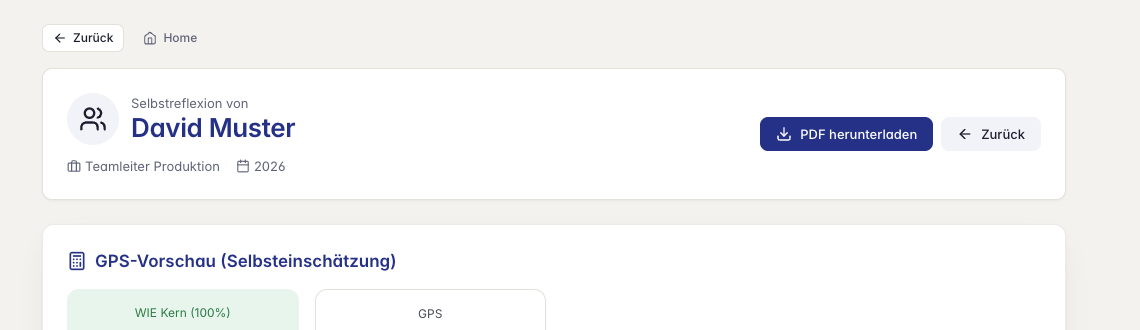 Zurück Home
Selbstreflexion von
David Muster
PDF herunterladen Zurück
Teamleiter Produktion 2026
GPS-Vorschau (Selbsteinschätzung)
WIE Kern (100%) GPS